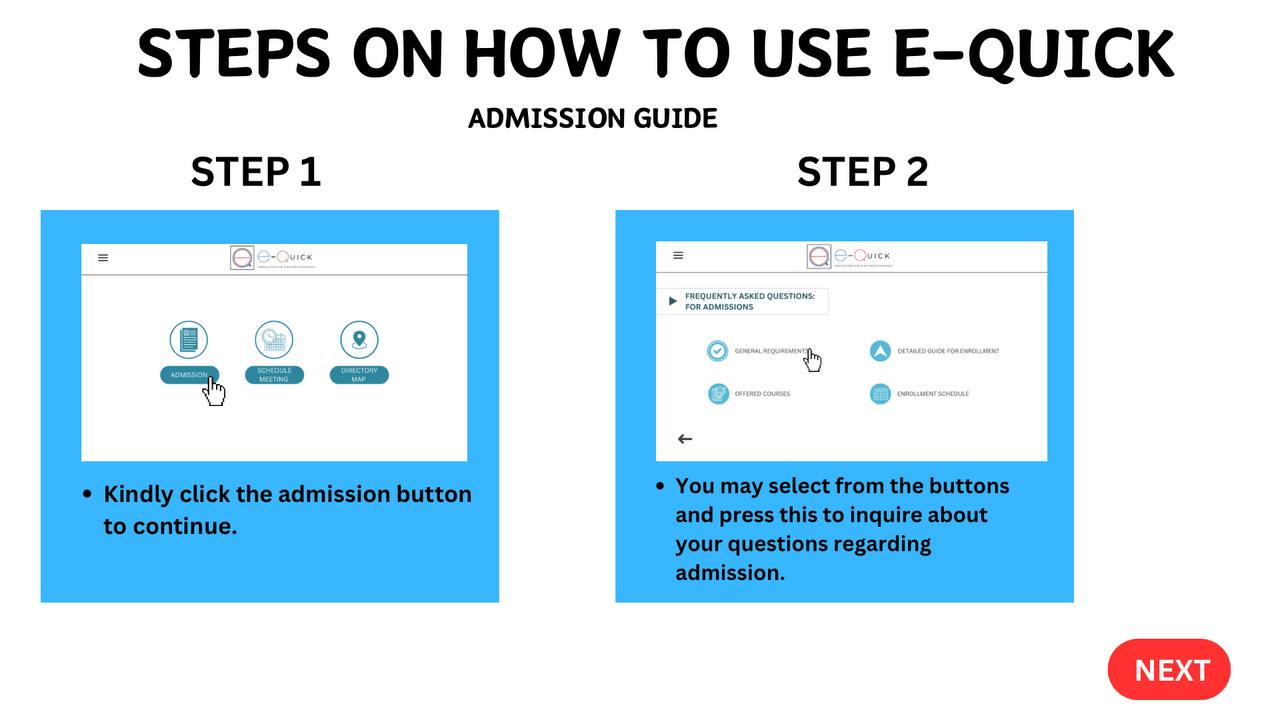 STEPS ON HOW TO USE E-QUICK
ADMISSION GUIDE
STEP 1
E-QUICK
ADMISSION
SCHEDULE
MEETING
DIRECTORY
MAP
• Kindly click the admission button
to continue.
STEP 2
E-QUICK
FREQUENTLY ASKED QUESTIONS:
FOR ADMISSIONS
GENERAL REQUIREMENTS
DETAILED GUIDE FOR ENROLLMENT
OFFERED COURSES
ENROLLMENT SCHEDULE
• You may select from the buttons
and press this to inquire about
your questions regarding
admission.
NEXT